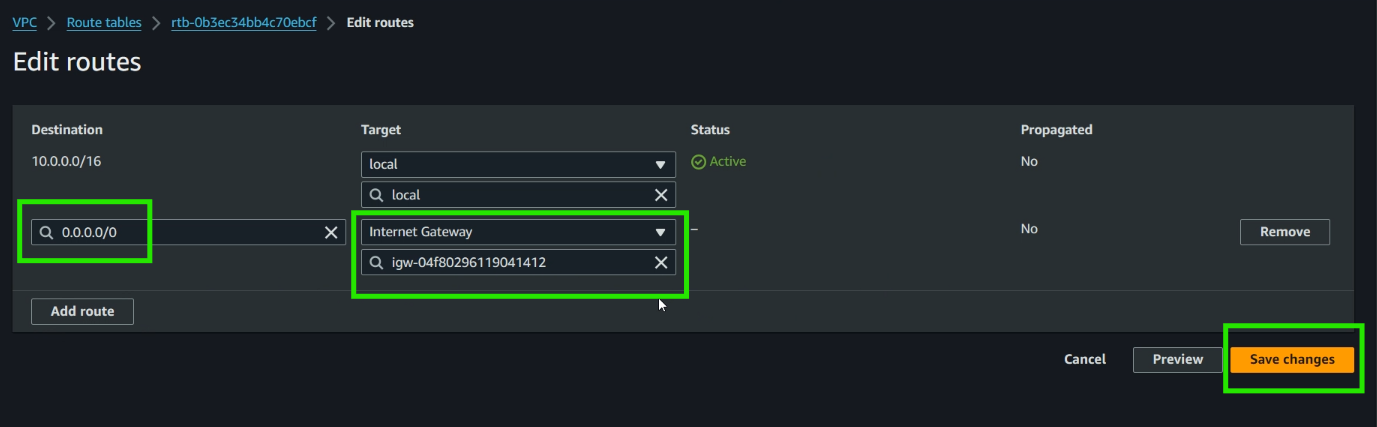 VPC > Route tables > rtb-0b3ec34bb4c70ebcf > Edit routes
Edit routes
Destination Target Status Propagated
10.0.0.0/16 local Active No
local
0.0.0.0/0 Internet Gateway – No Remove
igw-04f80296119041412
Add route
Cancel Preview Save changes